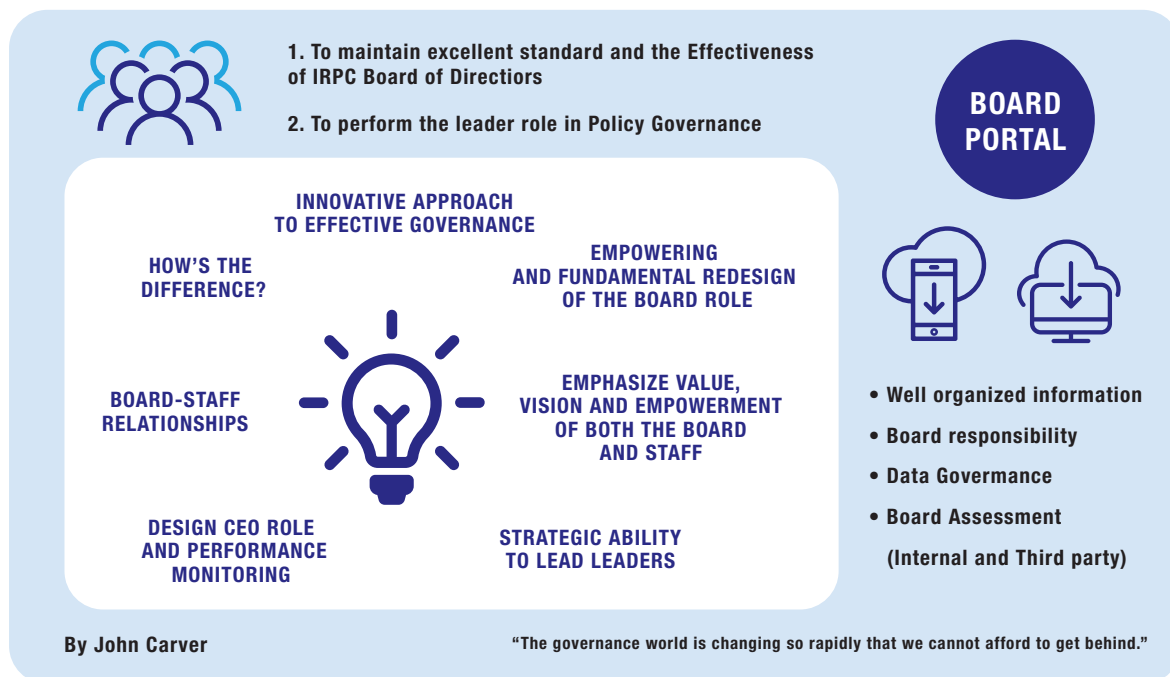 1. To maintain excellent standard and the Effectiveness
of IRPC Board of Directiors
2. To perform the leader role in Policy Governance
BOARD
PORTAL
INNOVATIVE APPROACH
TO EFFECTIVE GOVERNANCE
HOW'S THE
DIFFERENCE?
EMPOWERING
AND FUNDAMENTAL REDESIGN
OF THE BOARD ROLE
BOARD-STAFF
RELATIONSHIPS
EMPHASIZE VALUE,
VISION AND EMPOWERMENT
OF BOTH THE BOARD
AND STAFF
DESIGN CEO ROLE
AND PERFORMANCE
MONITORING
STRATEGIC ABILITY
TO LEAD LEADERS
• Well organized information
• Board responsibility
• Data Govermance
• Board Assessment
(Internal and Third party)
By John Carver
“The governance world is changing so rapidly that we cannot afford to get behind.”